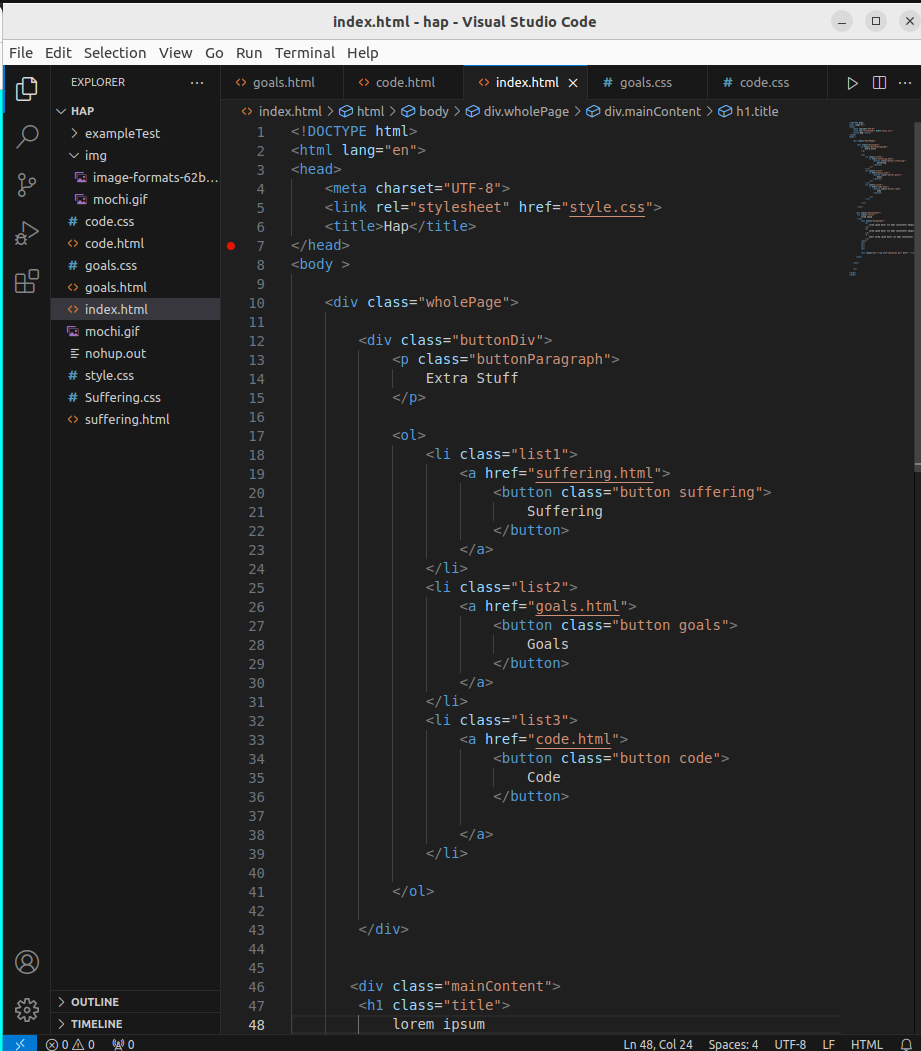 index.html - hap - Visual Studio Code
File Edit Selection View Go Run Terminal Help
EXPLORER
HAP
exampleTest
img
image-formats-62b...
mochi.gif
code.css
code.html
goals.css
goals.html
index.html
mochi.gif
nohup.out
style.css
Suffering.css
suffering.html
OUTLINE
TIMELINE
goals.html code.html index.html goals.css code.css
index.html > html > body > div.wholePage > div.mainContent > h1.title
1 <!DOCTYPE html>
2 <html lang="en">
3 <head>
4 <meta charset="UTF-8">
5 <link rel="stylesheet" href="style.css">
6 <title>Hap</title>
7 </head>
8 <body >
9
10 <div class="wholePage">
11
12 <div class="buttonDiv">
13 <p class="buttonParagraph">
14 Extra Stuff
15 </p>
16
17 <ol>
18 <li class="list1">
19 <a href="suffering.html">
20 <button class="button suffering">
21 Suffering
22 </button>
23 </a>
24 </li>
25 <li class="list2">
26 <a href="goals.html">
27 <button class="button goals">
28 Goals
29 </button>
30 </a>
31 </li>
32 <li class="list3">
33 <a href="code.html">
34 <button class="button code">
35 Code
36 </button>
37
38 </a>
39 </li>
40
41 </ol>
42
43 </div>
44
45
46 <div class="mainContent">
47 <h1 class="title">
48 lorem ipsum
0 0 0 Ln 48, Col 24 Spaces: 4 UTF-8 LF HTML